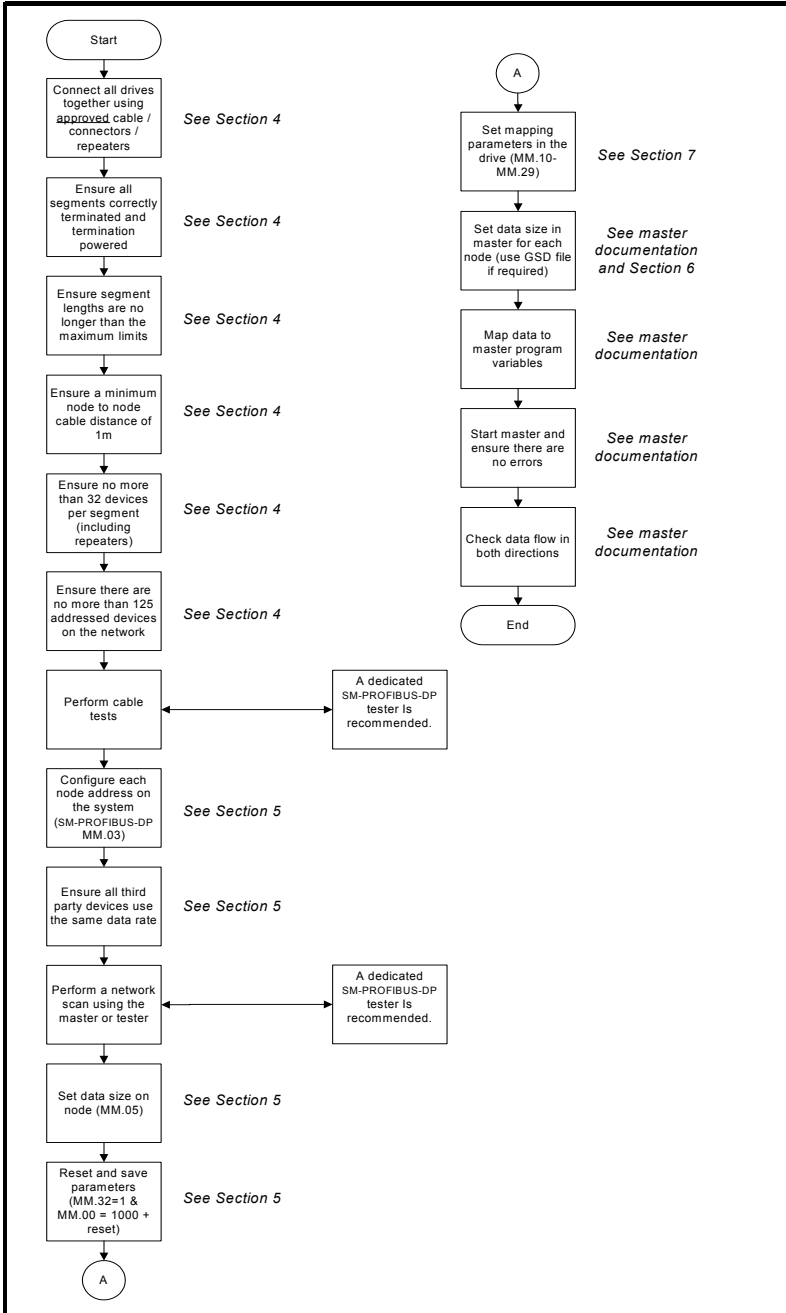 Start
Connect all drives
together using
approved cable /
connectors /
repeaters
See Section 4
Ensure all
segments correctly
terminated and
termination
powered
See Section 4
Ensure segment
lengths are no
longer than the
maximum limits
See Section 4
Ensure a minimum
node to node
cable distance of
1m
See Section 4
Ensure no more
than 32 devices
per segment
(including
repeaters)
See Section 4
Ensure there are
no more than 125
addressed devices
on the network
See Section 4
Perform cable
tests
A dedicated
SM-PROFIBUS-DP
tester Is
recommended.
Configure each
node address on
the system
(SM-PROFIBUS-DP
MM.03)
See Section 5
Ensure all third
party devices use
the same data rate
See Section 5
Perform a network
scan using the
master or tester
A dedicated
SM-PROFIBUS-DP
tester Is
recommended.
Set data size on
node (MM.05)
See Section 5
Reset and save
parameters
(MM.32=1 &
MM.00 = 1000 +
reset)
See Section 5
A
A
Set mapping
parameters in the
drive (MM.10-
MM.29)
See Section 7
Set data size in
master for each
node (use GSD file
if required)
See master
documentation
and Section 6
Map data to
master program
variables
See master
documentation
Start master and
ensure there are
no errors
See master
documentation
Check data flow in
both directions
See master
documentation
End